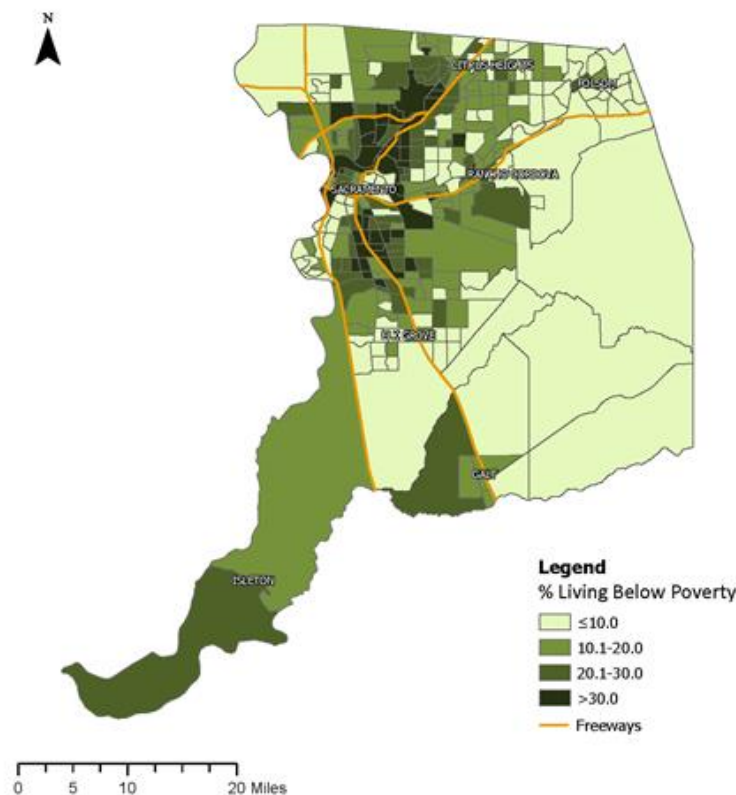 N
CITRUS HEIGHTS
FOLSOM
RANCHO CORDOVA
SACRAMENTO
ELK GROVE
GALT
ISLETON
Legend
% Living Below Poverty
≤10.0
10.1-20.0
20.1-30.0
>30.0
Freeways
0 5 10 20 Miles